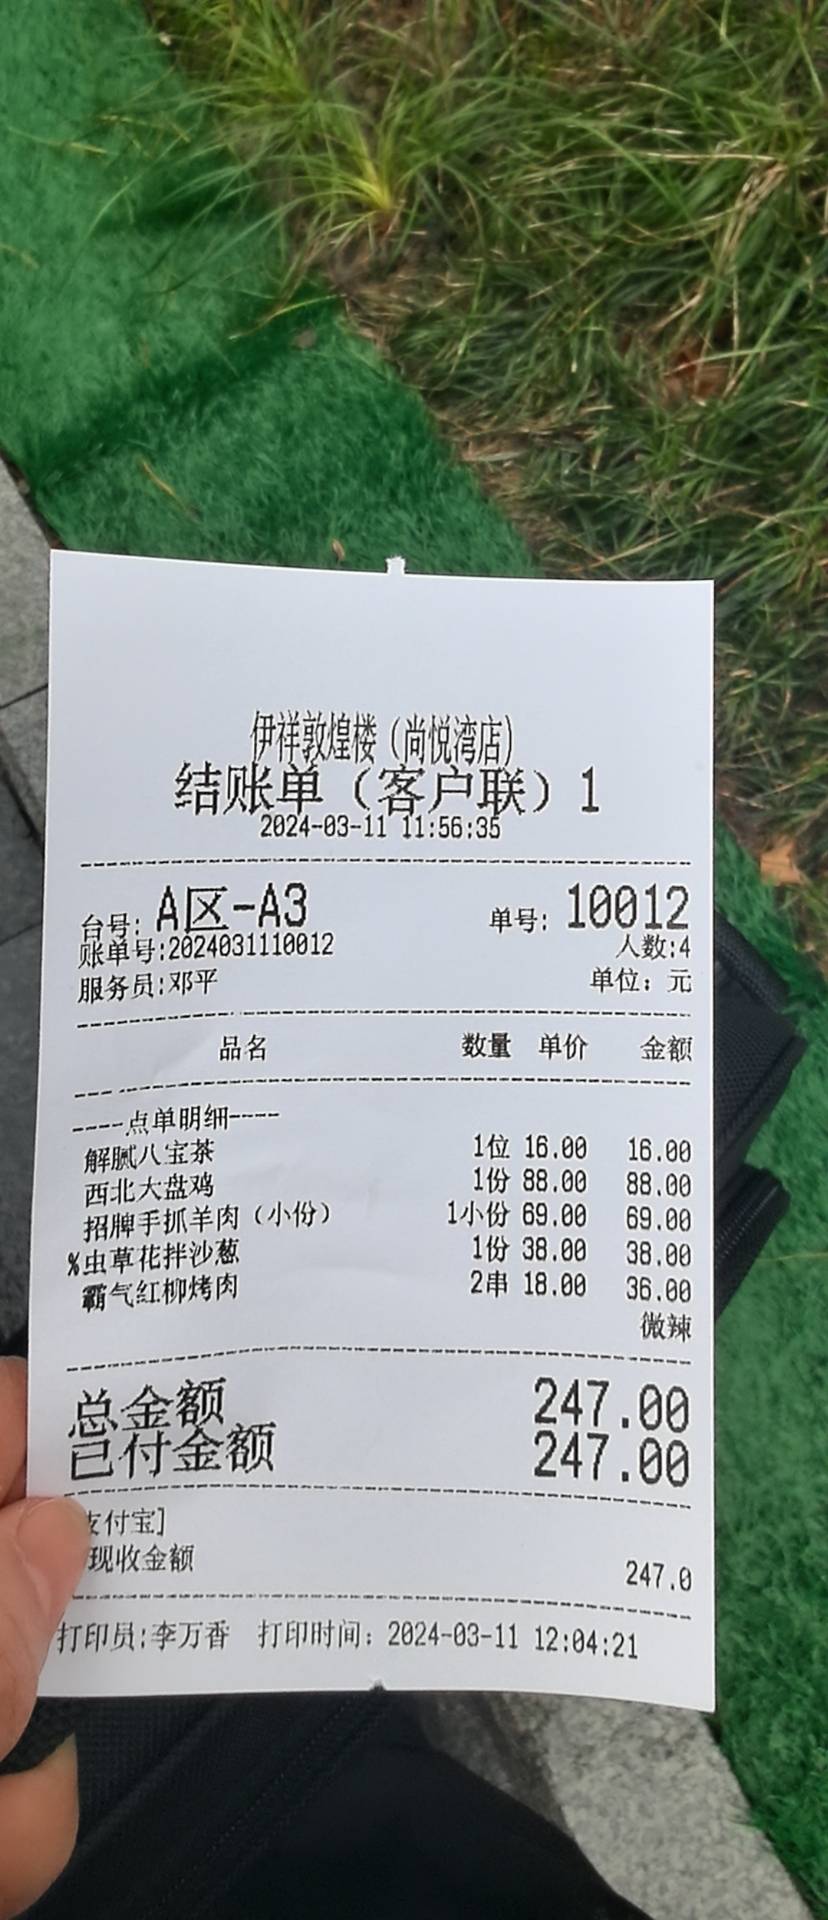 伊祥敦煌楼（尚悦湾店）
结账单（客户联）1
2024-03-11 11:56:35
台号: A区-A3 单号: 10012
账单号:2024031110012 人数:4
服务员:邓平 单位: 元
品名 数量 单价 金额
----点单明细----
解腻八宝茶 1位 16.00 16.00
西北大盘鸡 1份 88.00 88.00
招牌手抓羊肉（小份） 1小份 69.00 69.00
%虫草花拌沙葱 1份 38.00 38.00
霸气红柳烤肉 2串 18.00 36.00
微辣
总金额 247.00
已付金额 247.00
支付宝]
现收金额 247.0
打印员:李万香 打印时间: 2024-03-11 12:04:21